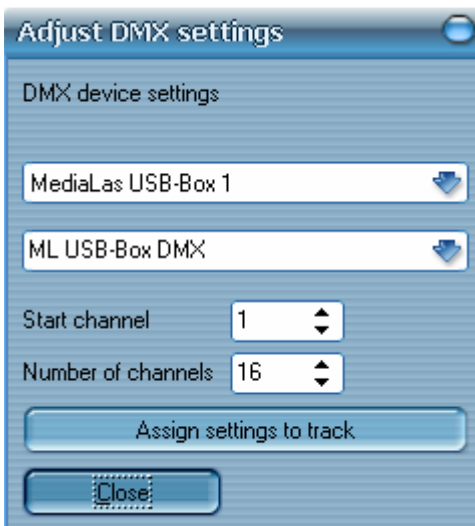 Adjust DMX settings
DMX device settings
MediaLas USB-Box 1
ML USB-Box DMX
Start channel 1
Number of channels 16
Assign settings to track
Close